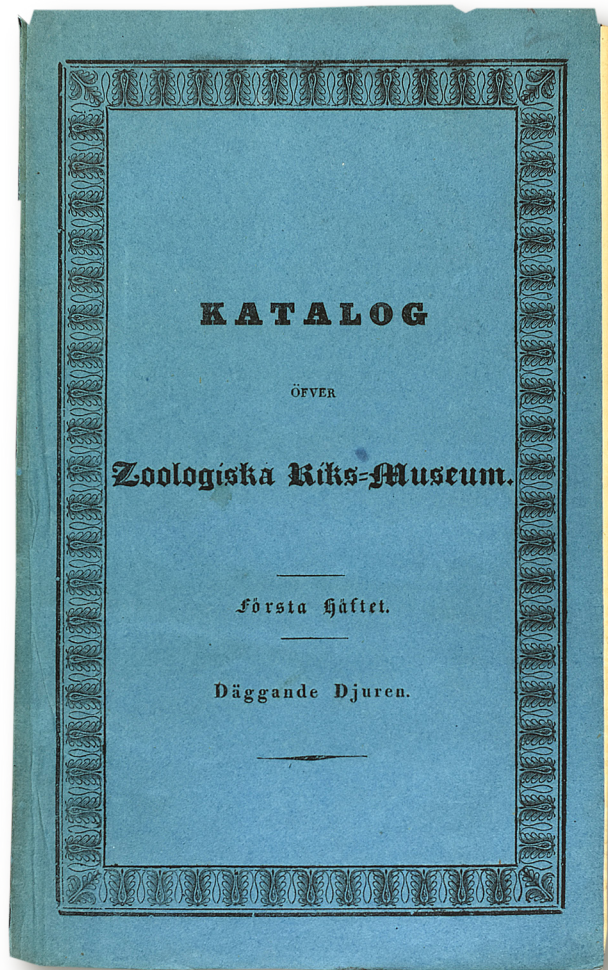 KATALOG
ÖFVER
Zoologiska Riks-Museum.
Första Häftet.
Däggande Djuren.